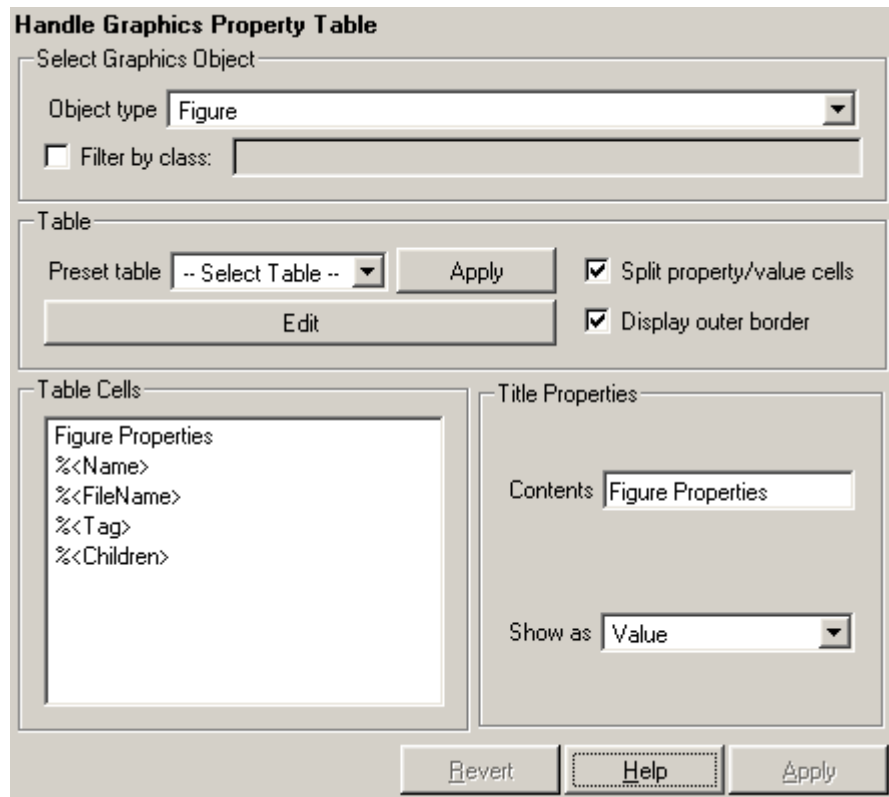 Handle Graphics Property Table
Select Graphics Object
Object type Figure
Filter by class:
Table
Preset table -- Select Table -- Apply Split property/value cells
Edit Display outer border
Table Cells
Figure Properties
%<Name>
%<FileName>
%<Tag>
%<Children>
Title Properties
Contents Figure Properties
Show as Value
Revert Help Apply